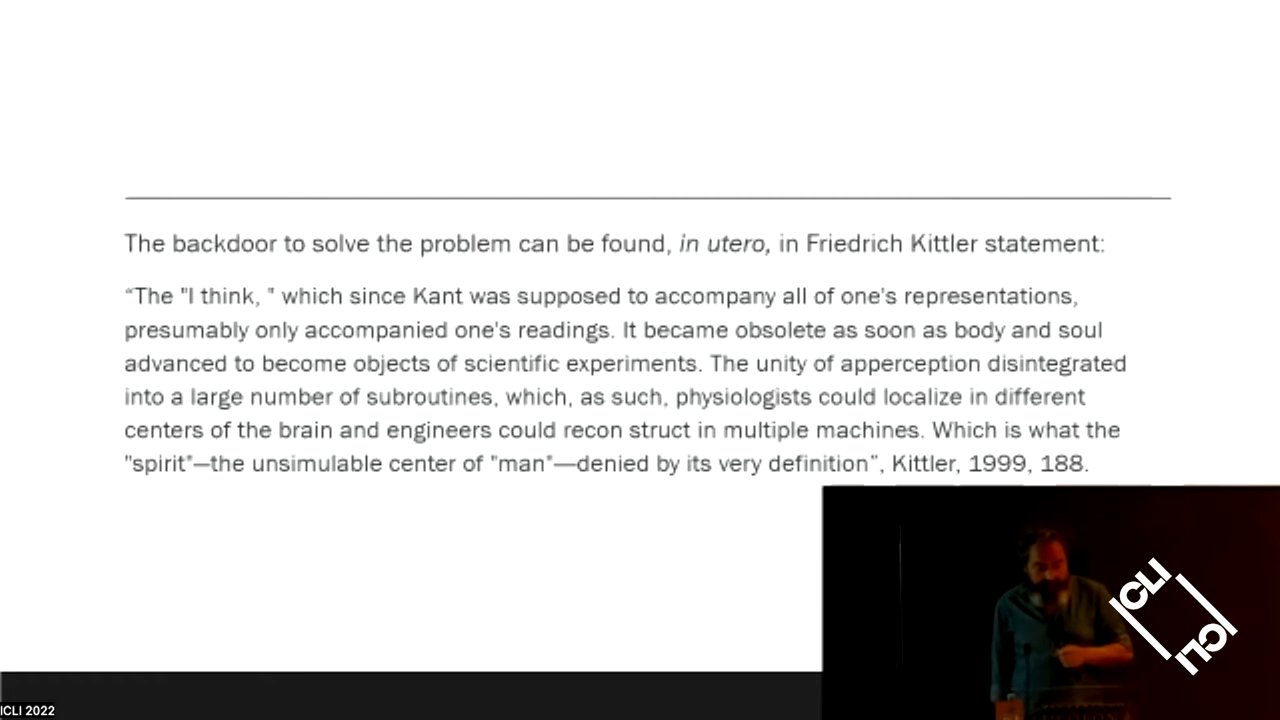 The backdoor to solve the problem can be found, in utero, in Friedrich Kittler statement:
“The "I think, " which since Kant was supposed to accompany all of one's representations,
presumably only accompanied one's readings. It became obsolete as soon as body and soul
advanced to become objects of scientific experiments. The unity of apperception disintegrated
into a large number of subroutines, which, as such, physiologists could localize in different
centers of the brain and engineers could recon struct in multiple machines. Which is what the
"spirit"—the unsimulable center of "man"—denied by its very definition”, Kittler, 1999, 188.
ICLI
ICLI
ICLI 2022